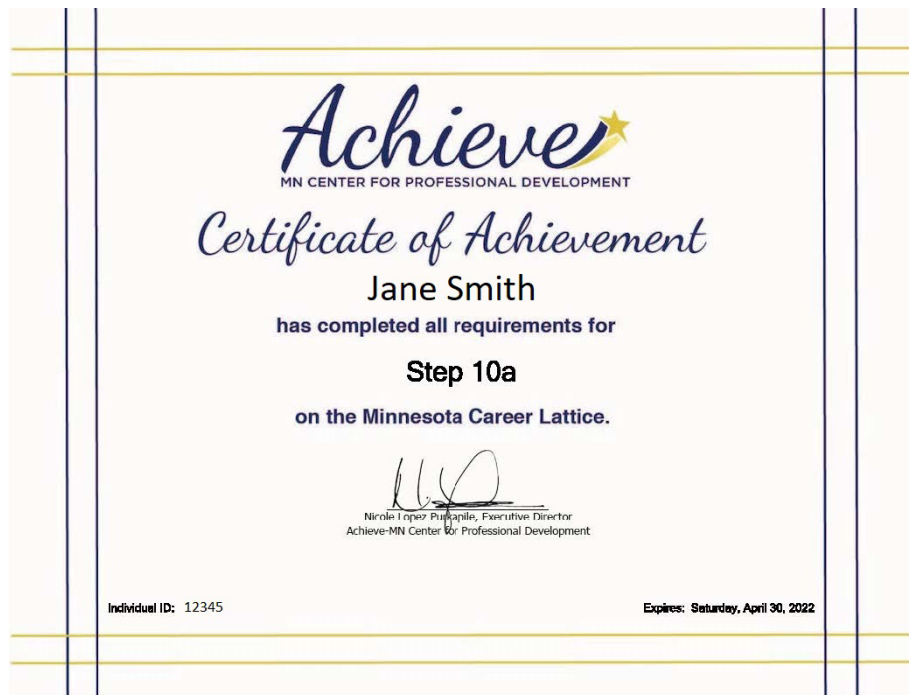 Achieve
MN CENTER FOR PROFESSIONAL DEVELOPMENT
Certificate of Achievement
Jane Smith
has completed all requirements for
Step 10a
on the Minnesota Career Lattice.
Nicole Lopez Purkapile, Executive Director
Achieve-MN Center for Professional Development
Individual ID: 12345
Expires: Saturday, April 30, 2022